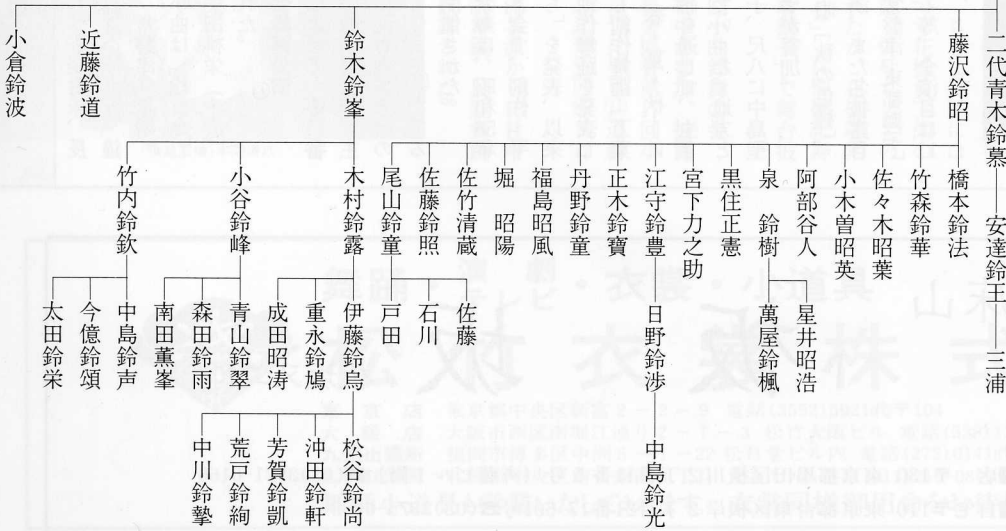 二代青木鈴慕
安達鈴王
三浦
藤沢鈴昭
橋本鈴法
竹森鈴華
佐々木昭葉
小木曽昭英
阿部谷人
星井昭浩
泉 鈴樹
萬屋鈴楓
黒住正憲
宮下力之助
江守鈴豊
日野鈴渉
中島鈴光
正木鈴寶
丹野鈴童
福島昭風
堀 昭陽
佐竹清蔵
佐藤鈴照
尾山鈴童
佐藤
石川
戸田
鈴木鈴峯
木村鈴露
伊藤鈴烏
松谷鈴尚
沖田鈴軒
芳賀鈴凱
荒戸鈴絢
中川鈴摯
重永鈴鳩
成田昭涛
小谷鈴峰
青山鈴翠
森田鈴雨
南田薫峯
竹内鈴欽
中島鈴声
今億鈴頌
太田鈴栄
近藤鈴道
小倉鈴波